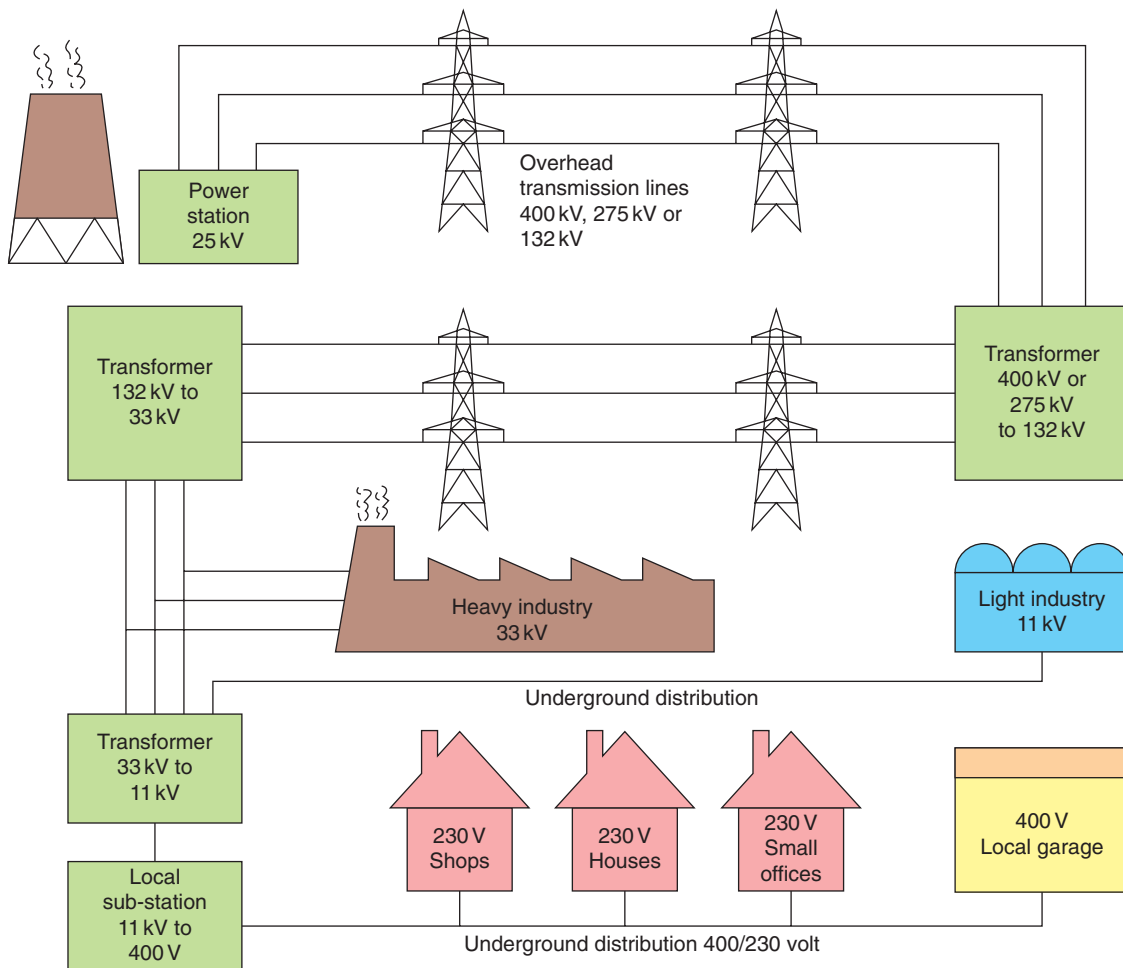 Power
station
25 kV
Overhead
transmission lines
400 kV, 275 kV or
132 kV
Transformer
132 kV to
33 kV
Transformer
400 kV or
275 kV
to 132 kV
Heavy industry
33 kV
Light industry
11 kV
Underground distribution
Transformer
33 kV to
11 kV
230 V
Shops
230 V
Houses
230 V
Small
offices
400 V
Local garage
Local
sub-station
11 kV to
400 V
Underground distribution 400/230 volt